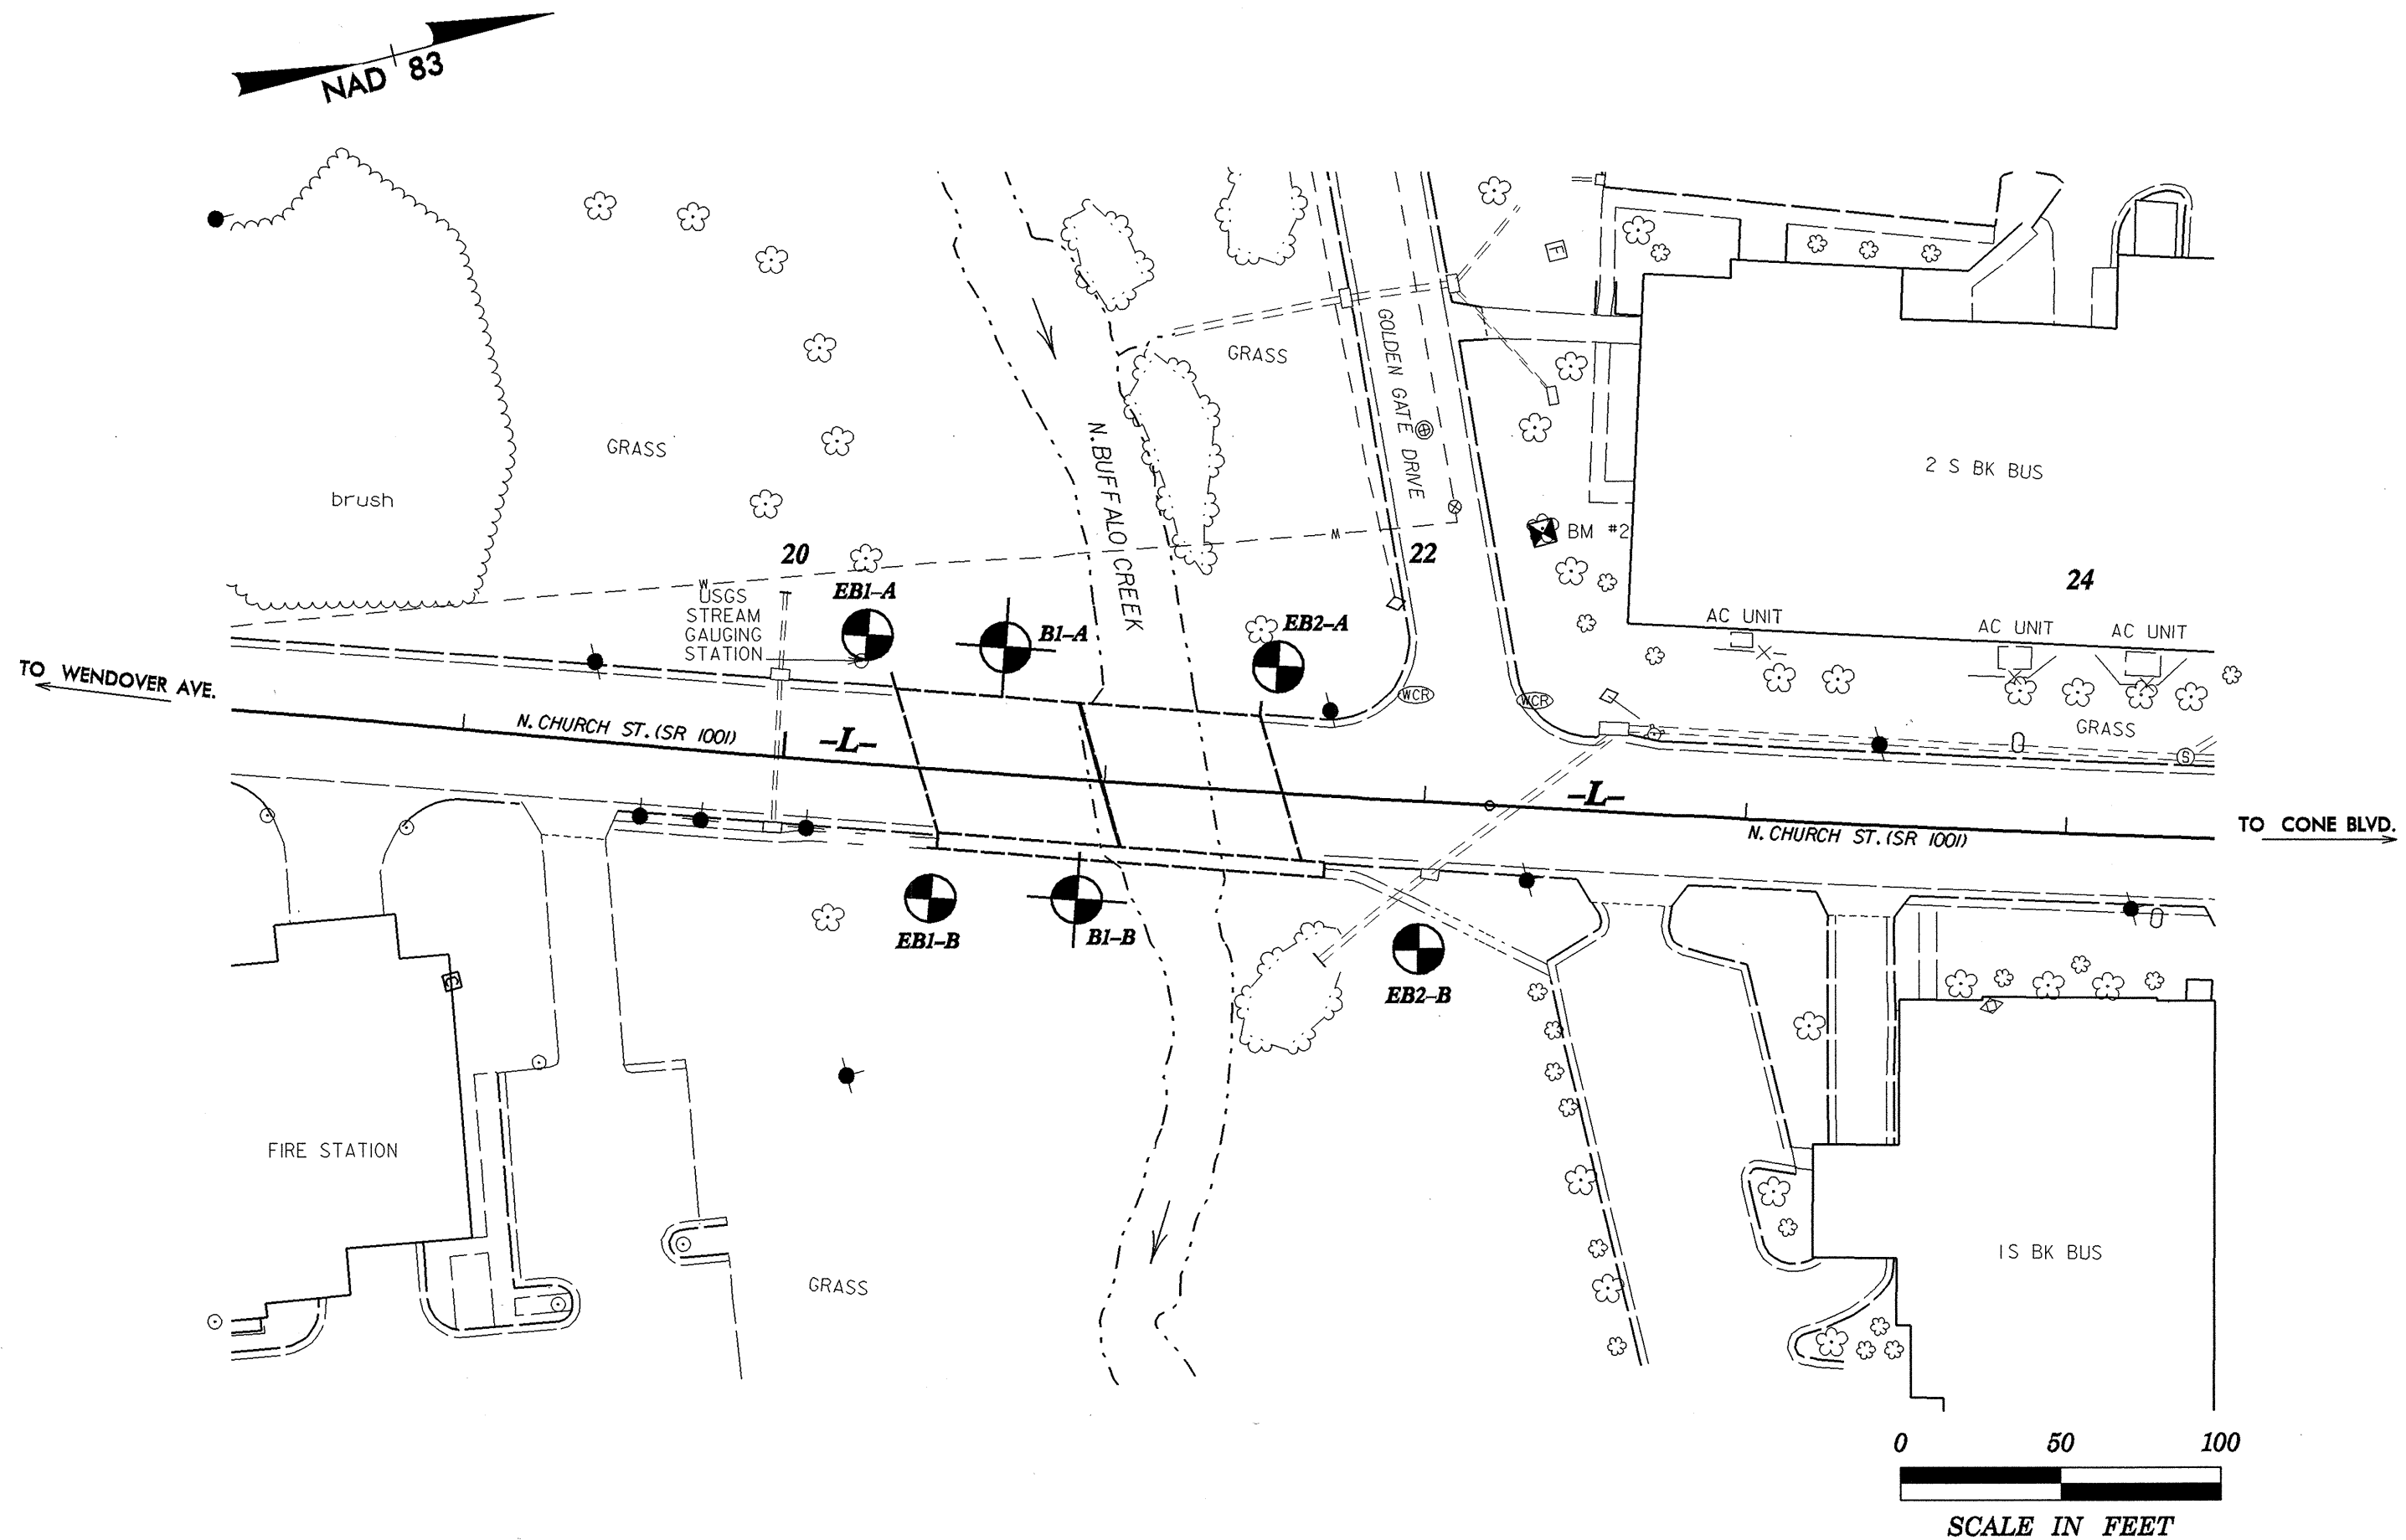 NAD 83
F
GRASS
GOLDEN GATE DRIVE
N. BUFFALO CREEK
GRASS
brush
2 S BK BUS
W
BM #2
20
22
24
W
USGS
STREAM
GAUGING
STATION
EB1-A
B1-A
EB2-A
AC UNIT
AC UNIT
AC UNIT
TO WENDOVER AVE.
WCR
WCR
GRASS
N. CHURCH ST. (SR 1001)
-L-
S
-L-
N. CHURCH ST. (SR 1001)
TO CONE BLVD.
EB1-B
B1-B
EB2-B
FIRE STATION
GRASS
1 S BK BUS
0 50 100
SCALE IN FEET